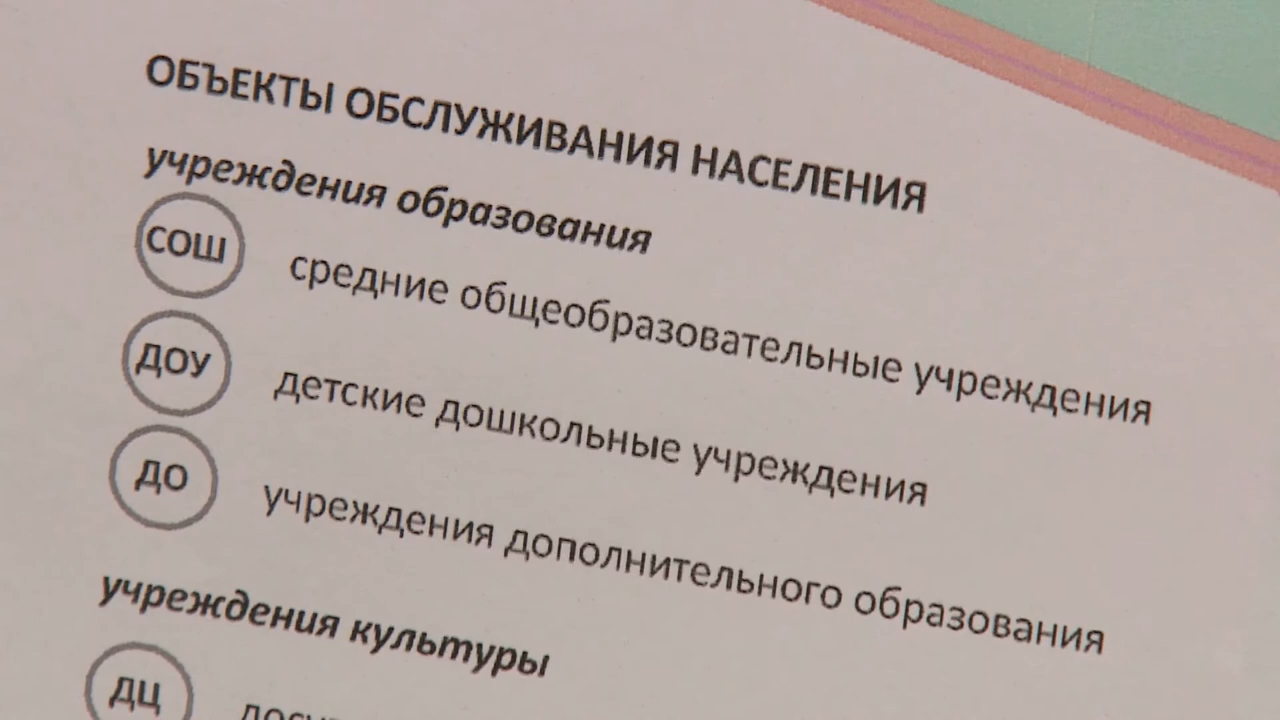 ОБЪЕКТЫ ОБСЛУЖИВАНИЯ НАСЕЛЕНИЯ
учреждения образования
СОШ средние общеобразовательные учреждения
ДОУ детские дошкольные учреждения
ДО учреждения дополнительного образования
учреждения культуры
ДЦ